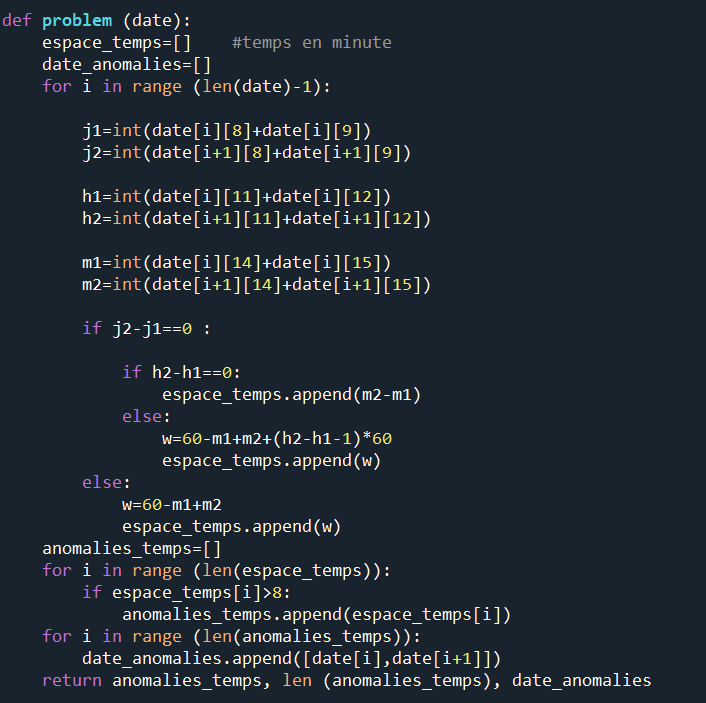 def problem (date):
    espace_temps=[]    #temps en minute
    date_anomalies=[]
    for i in range (len(date)-1):
        j1=int(date[i][8]+date[i][9])
        j2=int(date[i+1][8]+date[i+1][9])
        h1=int(date[i][11]+date[i][12])
        h2=int(date[i+1][11]+date[i+1][12])
        m1=int(date[i][14]+date[i][15])
        m2=int(date[i+1][14]+date[i+1][15])
        if j2-j1==0 :
            if h2-h1==0:
                espace_temps.append(m2-m1)
            else:
                w=60-m1+m2+(h2-h1-1)*60
                espace_temps.append(w)
        else:
            w=60-m1+m2
            espace_temps.append(w)
    anomalies_temps=[]
    for i in range (len(espace_temps)):
        if espace_temps[i]>8:
            anomalies_temps.append(espace_temps[i])
    for i in range (len(anomalies_temps)):
        date_anomalies.append([date[i],date[i+1]])
    return anomalies_temps, len (anomalies_temps), date_anomalies